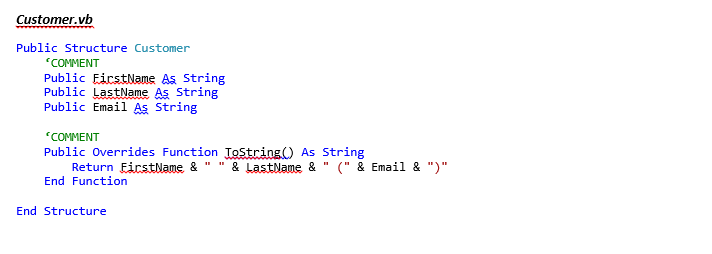 Customer.vb
Public Structure Customer
‘COMMENT
Public FirstName As String
Public LastName As String
Public Email As String
‘COMMENT
Public Overrides Function ToString() As String
Return FirstName & " " & LastName & " (" & Email & ")"
End Function
End Structure